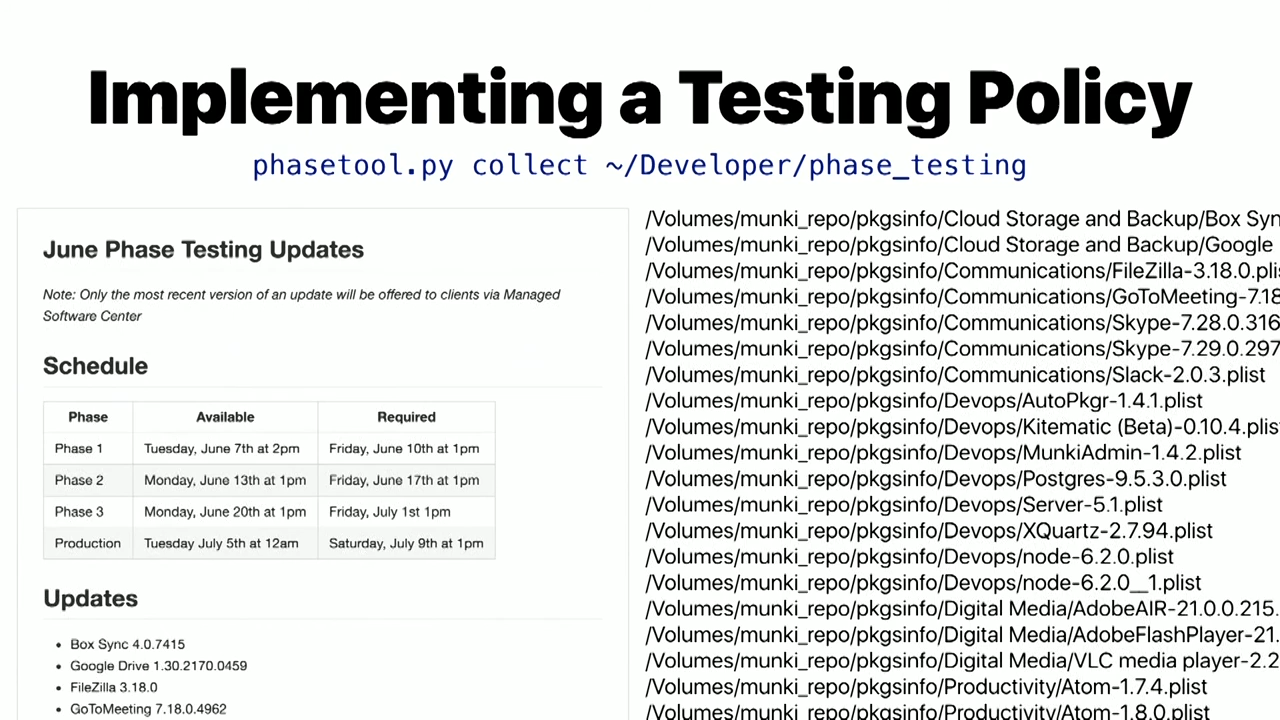 Implementing a Testing Policy
phasetool.py collect ~/Developer/phase_testing
June Phase Testing Updates
Note: Only the most recent version of an update will be offered to clients via Managed
Software Center
Schedule
Phase Available Required
Phase 1 Tuesday, June 7th at 2pm Friday, June 10th at 1pm
Phase 2 Monday, June 13th at 1pm Friday, June 17th at 1pm
Phase 3 Monday, June 20th at 1pm Friday, July 1st 1pm
Production Tuesday July 5th at 12am Saturday, July 9th at 1pm
Updates
• Box Sync 4.0.7415
• Google Drive 1.30.2170.0459
• FileZilla 3.18.0
• GoToMeeting 7.18.0.4962
/Volumes/munki_repo/pkgsinfo/Cloud Storage and Backup/Box Syn
/Volumes/munki_repo/pkgsinfo/Cloud Storage and Backup/Google
/Volumes/munki_repo/pkgsinfo/Communications/FileZilla-3.18.0.plis
/Volumes/munki_repo/pkgsinfo/Communications/GoToMeeting-7.18
/Volumes/munki_repo/pkgsinfo/Communications/Skype-7.28.0.316
/Volumes/munki_repo/pkgsinfo/Communications/Skype-7.29.0.297
/Volumes/munki_repo/pkgsinfo/Communications/Slack-2.0.3.plist
/Volumes/munki_repo/pkgsinfo/Devops/AutoPkgr-1.4.1.plist
/Volumes/munki_repo/pkgsinfo/Devops/Kitematic (Beta)-0.10.4.plis
/Volumes/munki_repo/pkgsinfo/Devops/MunkiAdmin-1.4.2.plist
/Volumes/munki_repo/pkgsinfo/Devops/Postgres-9.5.3.0.plist
/Volumes/munki_repo/pkgsinfo/Devops/Server-5.1.plist
/Volumes/munki_repo/pkgsinfo/Devops/XQuartz-2.7.94.plist
/Volumes/munki_repo/pkgsinfo/Devops/node-6.2.0.plist
/Volumes/munki_repo/pkgsinfo/Devops/node-6.2.0__1.plist
/Volumes/munki_repo/pkgsinfo/Digital Media/AdobeAIR-21.0.0.215.
/Volumes/munki_repo/pkgsinfo/Digital Media/AdobeFlashPlayer-21.
/Volumes/munki_repo/pkgsinfo/Digital Media/VLC media player-2.2
/Volumes/munki_repo/pkgsinfo/Productivity/Atom-1.7.4.plist
/Volumes/munki_repo/pkgsinfo/Productivity/Atom-1.8.0.plist